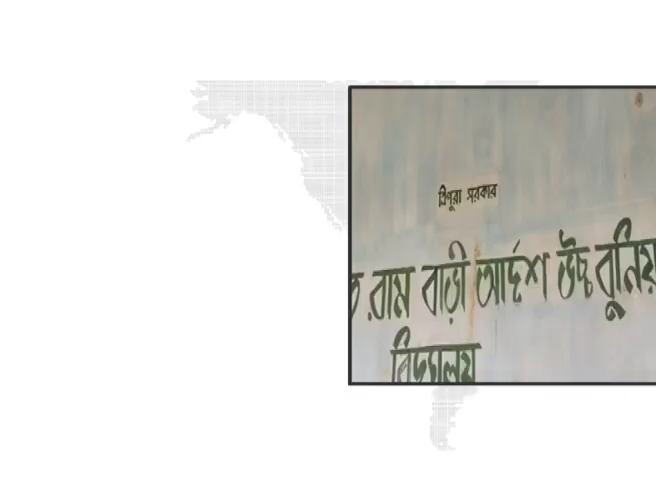 ত্রিপুরা সরকার
রাম বাড়ী আর্দশ উচ্চ বুনিয়
বিদ্যালয়